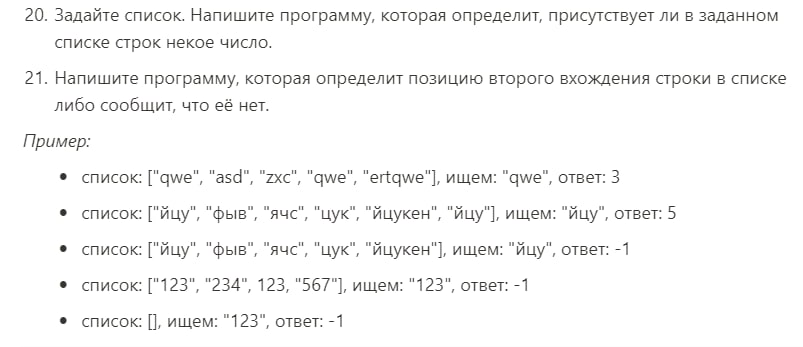 20. Задайте список. Напишите программу, которая определит, присутствует ли в заданном
списке строк некое число.
21. Напишите программу, которая определит позицию второго вхождения строки в списке
либо сообщит, что её нет.
Пример:
• список: ["qwe", "asd", "zxc", "qwe", "ertqwe"], ищем: "qwe", ответ: 3
• список: ["йцу", "фыв", "ячс", "цук", "йцукен", "йцу"], ищем: "йцу", ответ: 5
• список: ["йцу", "фыв", "ячс", "цук", "йцукен"], ищем: "йцу", ответ: -1
• список: ["123", "234", 123, "567"], ищем: "123", ответ: -1
• список: [], ищем: "123", ответ: -1